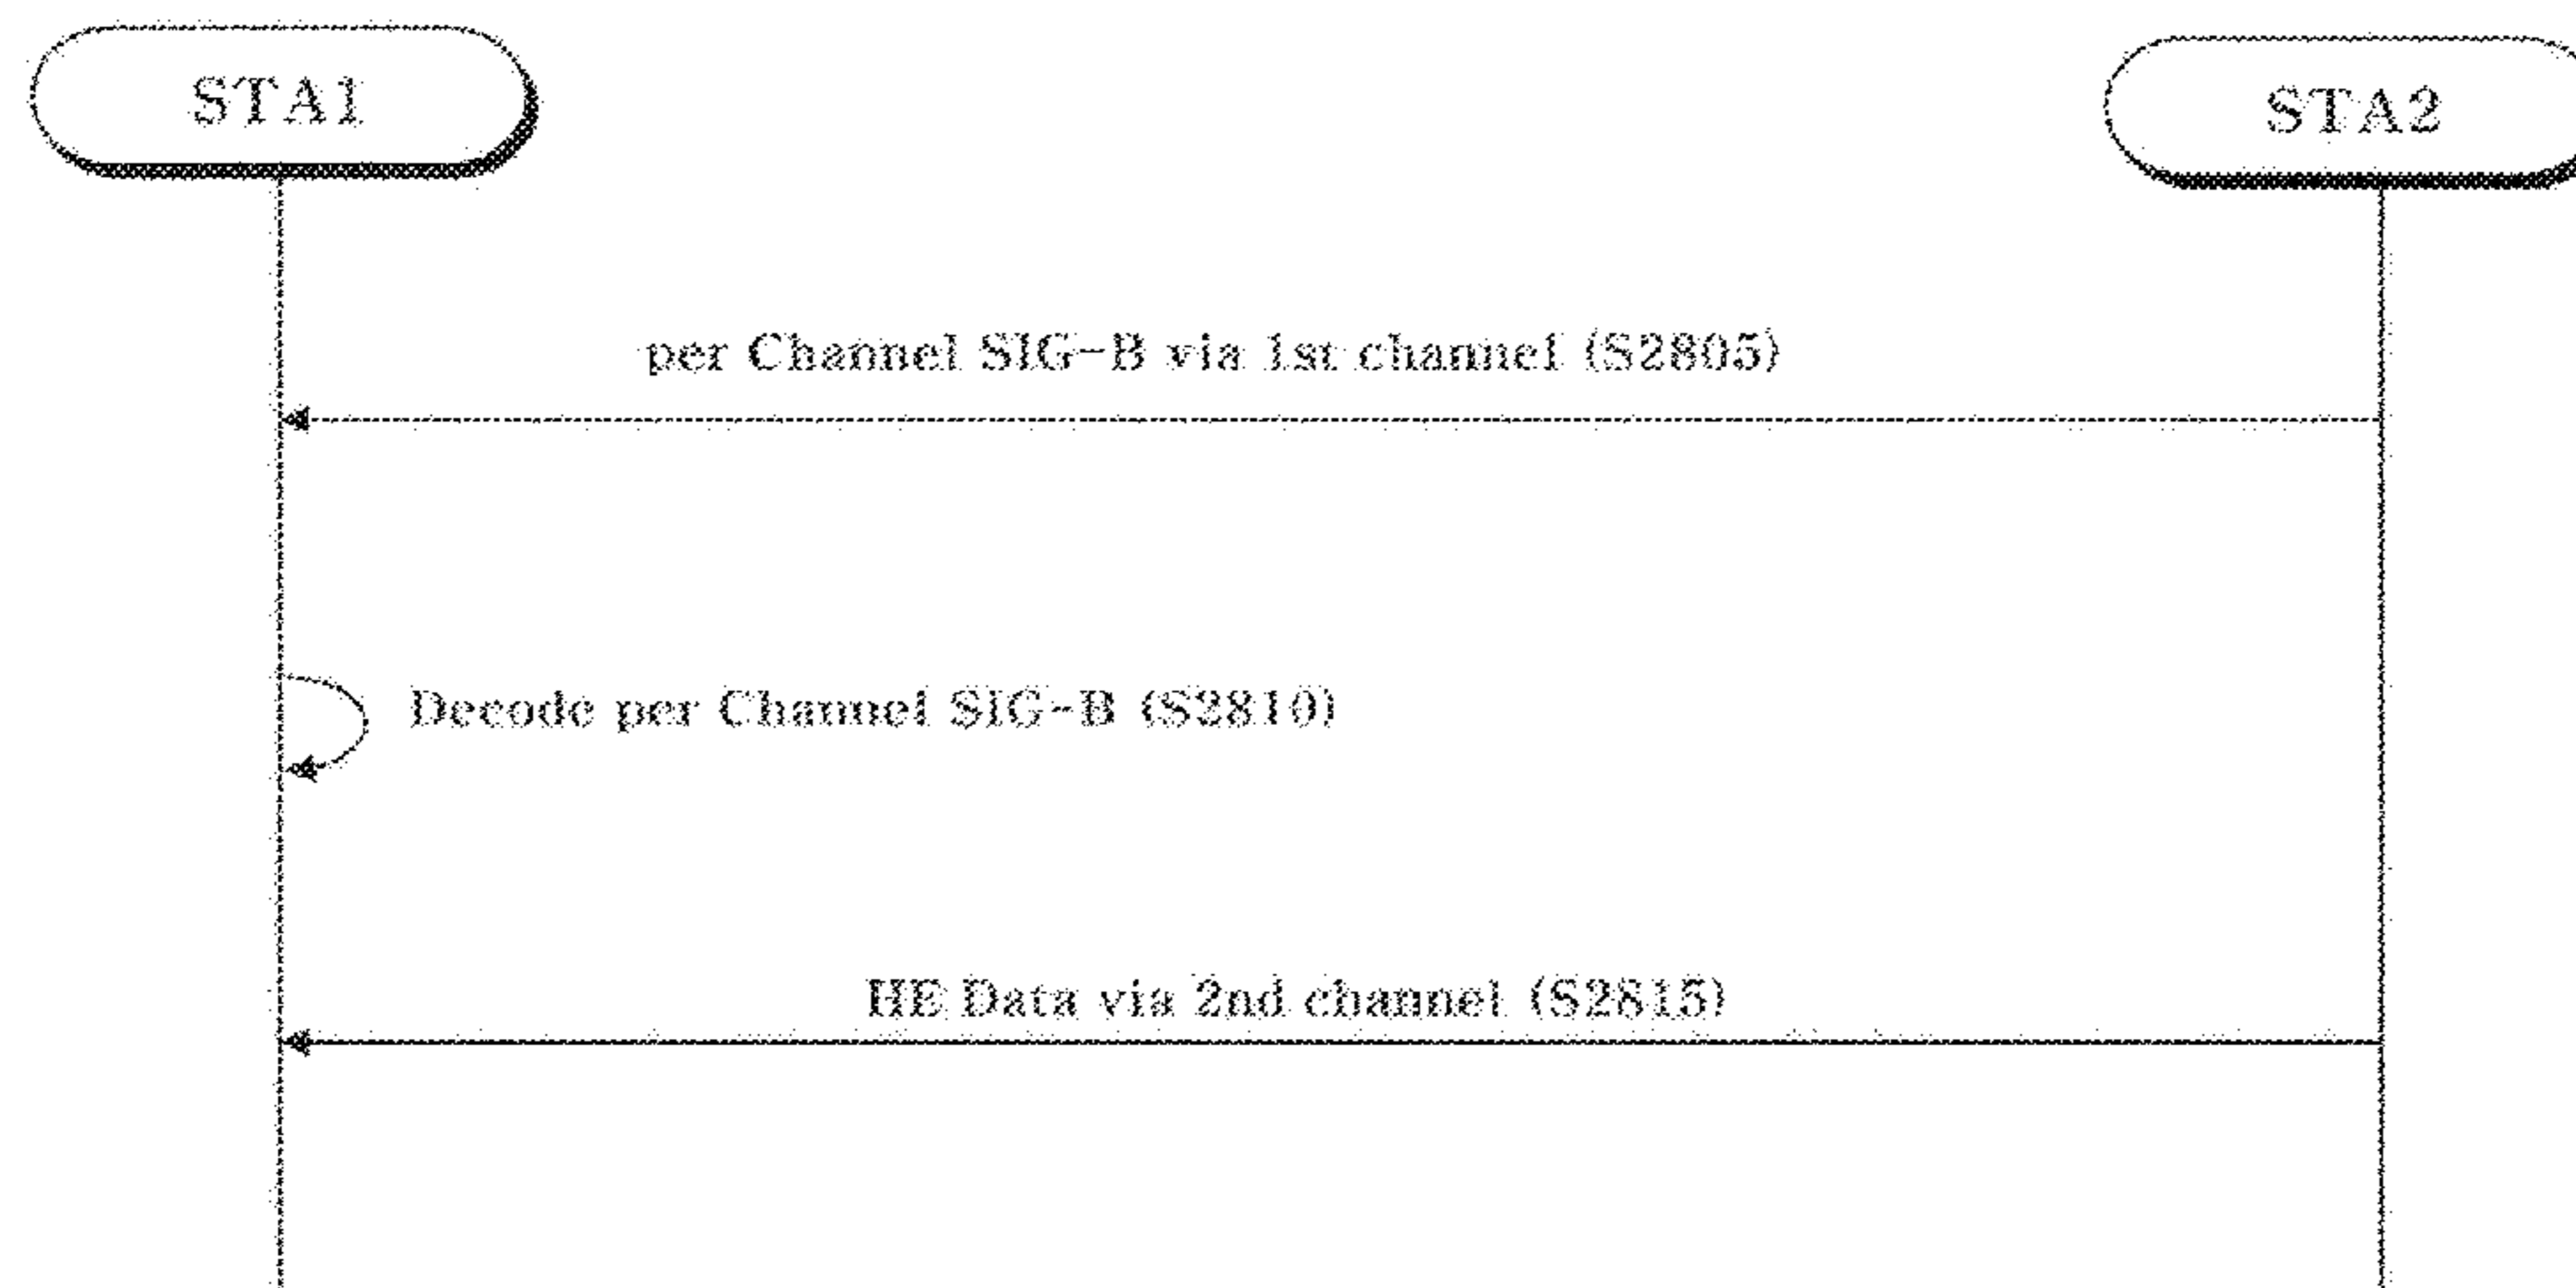 STA1
STA2
per Channel SIG-B via 1st channel (S2805)
Decode per Channel SIG-B (S2810)
HE Data via 2nd channel (S2815)